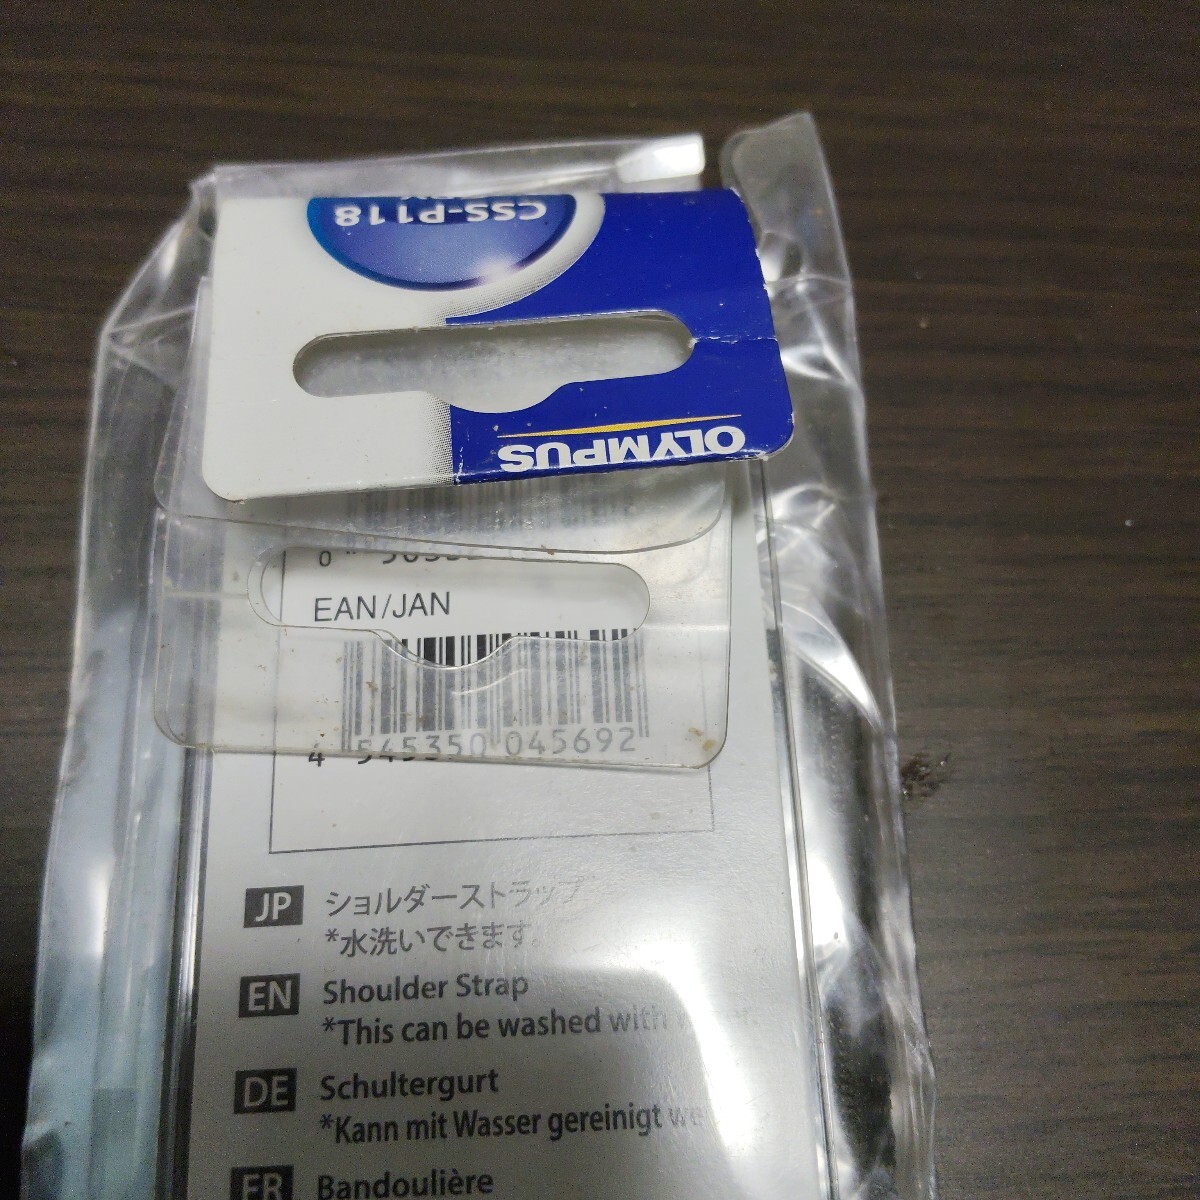 CSS-P118
OLYMPUS
0
EAN/JAN
4 545350 045692
JP ショルダーストラップ
*水洗いできます。
EN Shoulder Strap
*This can be washed with
DE Schultergurt
*Kann mit Wasser gereinigt
FR Bandoulière